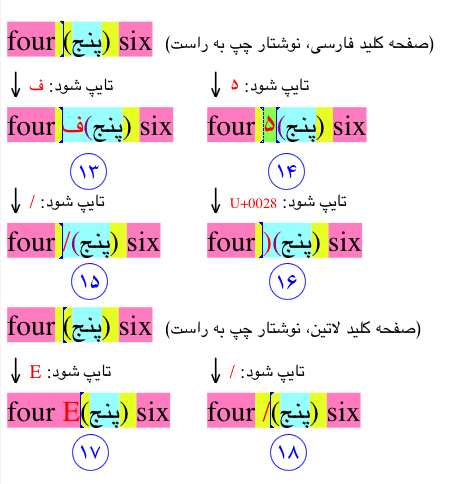 four (پنج) six (صفحه کلید فارسی، نوشتار چپ به راست)
↓ تایپ شود: ف ↓ تایپ شود: ۵
four ف(پنج) six four ۵(پنج) six
۱۳ ۱۴
↓ تایپ شود: / ↓ تایپ شود: U+0028
four /(پنج) six four )(پنج) six
۱۵ ۱۶
four (پنج) six (صفحه کلید لاتین، نوشتار چپ به راست)
↓ تایپ شود: E ↓ تایپ شود: /
four E(پنج) six four /(پنج) six
۱۷ ۱۸